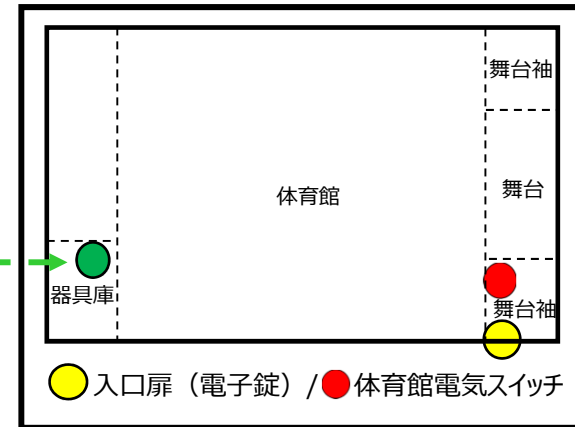 舞台袖
舞台
体育館
器具庫
舞台袖
入口扉（電子錠）/体育館電気スイッチ